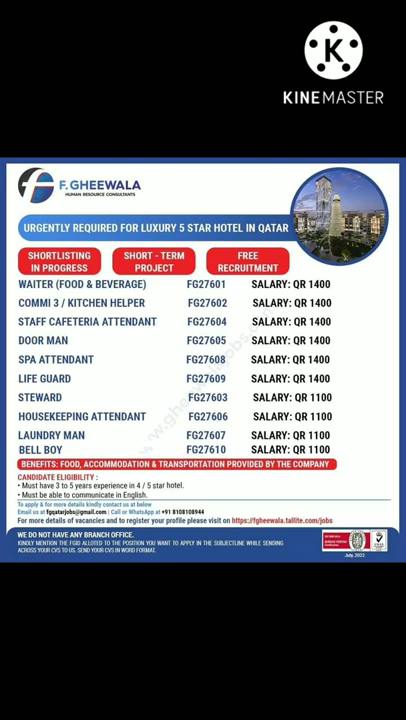 KINEMASTER
F. GHEEWALA
HUMAN RESOURCE CONSULTANTS
URGENTLY REQUIRED FOR LUXURY 5 STAR HOTEL IN QATAR
SHORTLISTING IN PROGRESS
SHORT - TERM PROJECT
FREE RECRUITMENT
WAITER (FOOD & BEVERAGE) FG27601 SALARY: QR 1400
COMMI 3 / KITCHEN HELPER FG27602 SALARY: QR 1400
STAFF CAFETERIA ATTENDANT FG27604 SALARY: QR 1400
DOOR MAN FG27605 SALARY: QR 1400
SPA ATTENDANT FG27608 SALARY: QR 1400
LIFE GUARD FG27609 SALARY: QR 1400
STEWARD FG27603 SALARY: QR 1100
HOUSEKEEPING ATTENDANT FG27606 SALARY: QR 1100
LAUNDRY MAN FG27607 SALARY: QR 1100
BELL BOY FG27610 SALARY: QR 1100
www.gheewalajobs.com
BENEFITS: FOOD, ACCOMMODATION & TRANSPORTATION PROVIDED BY THE COMPANY
CANDIDATE ELIGIBILITY :
• Must have 3 to 5 years experience in 4 / 5 star hotel.
• Must be able to communicate in English.
To apply & for more details kindly contact us at below
Email us at fgqatarjobs@gmail.com | Call or WhatsApp at +91 8108108944
For more details of vacancies and to register your profile please visit on https://fgheewala.tallite.com/jobs
WE DO NOT HAVE ANY BRANCH OFFICE.
KINDLY MENTION THE FGID ALLOTED TO THE POSITION YOU WANT TO APPLY IN THE SUBJECTLINE WHILE SENDING
ACROSS YOUR CVS TO US. SEND YOUR CV IN WORD FORMAT.
July, 2022